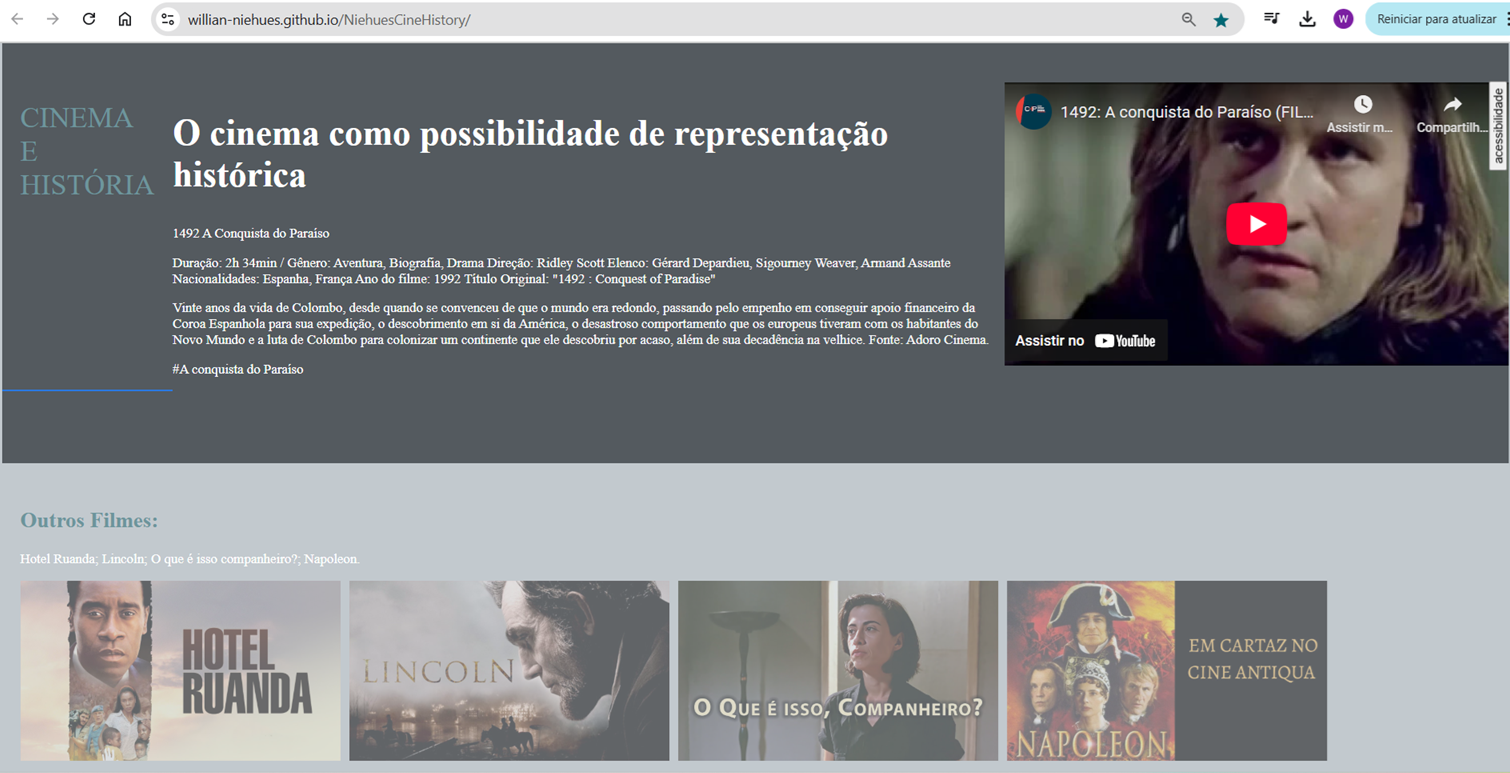 willian-niehues.github.io/NiehuesCineHistory/
W
Reiniciar para atualizar
CINEMA
E
HISTÓRIA
O cinema como possibilidade de representação
histórica
1492 A Conquista do Paraíso
Duração: 2h 34min / Gênero: Aventura, Biografia, Drama Direção: Ridley Scott Elenco: Gérard Depardieu, Sigourney Weaver, Armand Assante
Nacionalidades: Espanha, França Ano do filme: 1992 Título Original: "1492 : Conquest of Paradise"
Vinte anos da vida de Colombo, desde quando se convenceu de que o mundo era redondo, passando pelo empenho em conseguir apoio financeiro da
Coroa Espanhola para sua expedição, o descobrimento em si da América, o desastroso comportamento que os europeus tiveram com os habitantes do
Novo Mundo e a luta de Colombo para colonizar um continente que ele descobriu por acaso, além de sua decadência na velhice. Fonte: Adoro Cinema.
#A conquista do Paraíso
1492: A conquista do Paraíso (FIL...
Assistir m...
Compartilh...
acessibilidade
Assistir no YouTube
Outros Filmes:
Hotel Ruanda; Lincoln; O que é isso companheiro?; Napoleon.
HOTEL
RUANDA
LINCOLN
O QUE É ISSO, COMPANHEIRO?
NAPOLEON
EM CARTAZ NO
CINE ANTIQUA